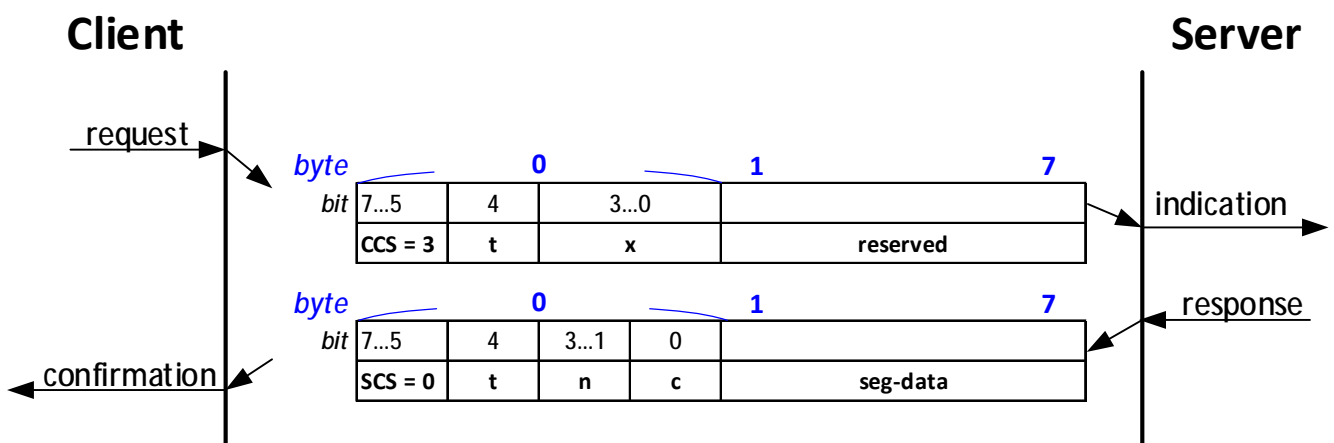 Client Server
request
byte 0 1 7
bit 7...5 4 3...0
indication
CCS = 3 t x reserved
byte 0 1 7
response
bit 7...5 4 3...1 0
confirmation
SCS = 0 t n c seg-data